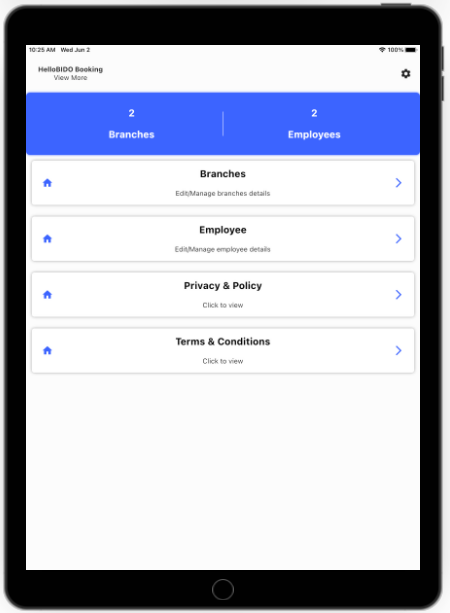 10:25 AM Wed Jun 2
100%
HelloBIDO Booking
View More
2
Branches
2
Employees
Branches
Edit/Manage branches details
Employee
Edit/Manage employee details
Privacy & Policy
Click to view
Terms & Conditions
Click to view